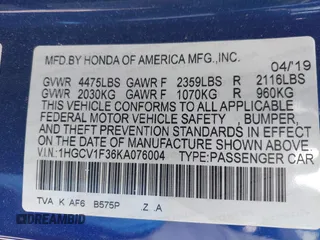 MFD.BY HONDA OF AMERICA MFG.,INC.
04/19
GVWR 4475LBS GAWR F 2359LBS R 2116LBS
GVWR 2030KG GAWR F 1070KG R 960KG
THIS VEHICLE CONFORMS TO ALL APPLICABLE
FEDERAL MOTOR VEHICLE SAFETY , BUMPER,
AND THEFT PREVENTION STANDARDS IN EFFECT
ON THE DATE OF MANUFACTURE SHOWN ABOVE.
VIN:1HGCV1F36KA076004 TYPE:PASSENGER CAR
TVA K AF6 B575P .Z .A
DREAMBID